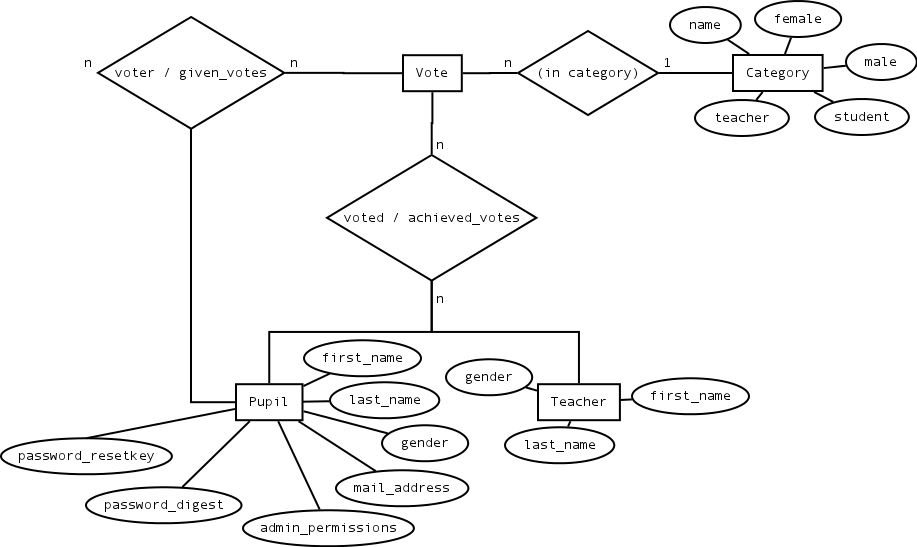 name
female
n
voter / given_votes
n
Vote
n
(in category)
1
Category
male
teacher
student
n
voted / achieved_votes
n
first_name
gender
Pupil
last_name
Teacher
first_name
gender
last_name
password_resetkey
mail_address
password_digest
admin_permissions